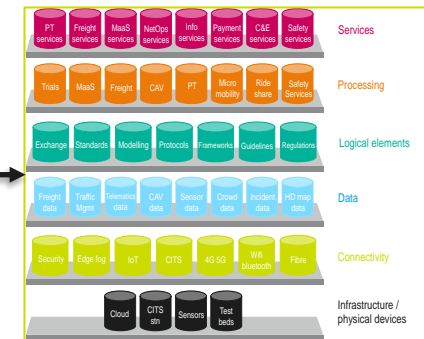 PT services Freight services MaaS services NetOps services Info services Payment services C&E services Safety services
Services
Trials MaaS Freight CAV PT Micro mobility Ride share Safety Services
Processing
Exchange Standards Modelling Protocols Frameworks Guidelines Regulations
Logical elements
Freight data Traffic Mgmt Telematics data CAV data Sensor data Crowd data Incident data HD map data
Data
Security Edge fog IoT CITS 4G 5G Wifi bluetooth Fibre
Connectivity
Cloud CITS stn Sensors Test beds
Infrastructure /
physical devices